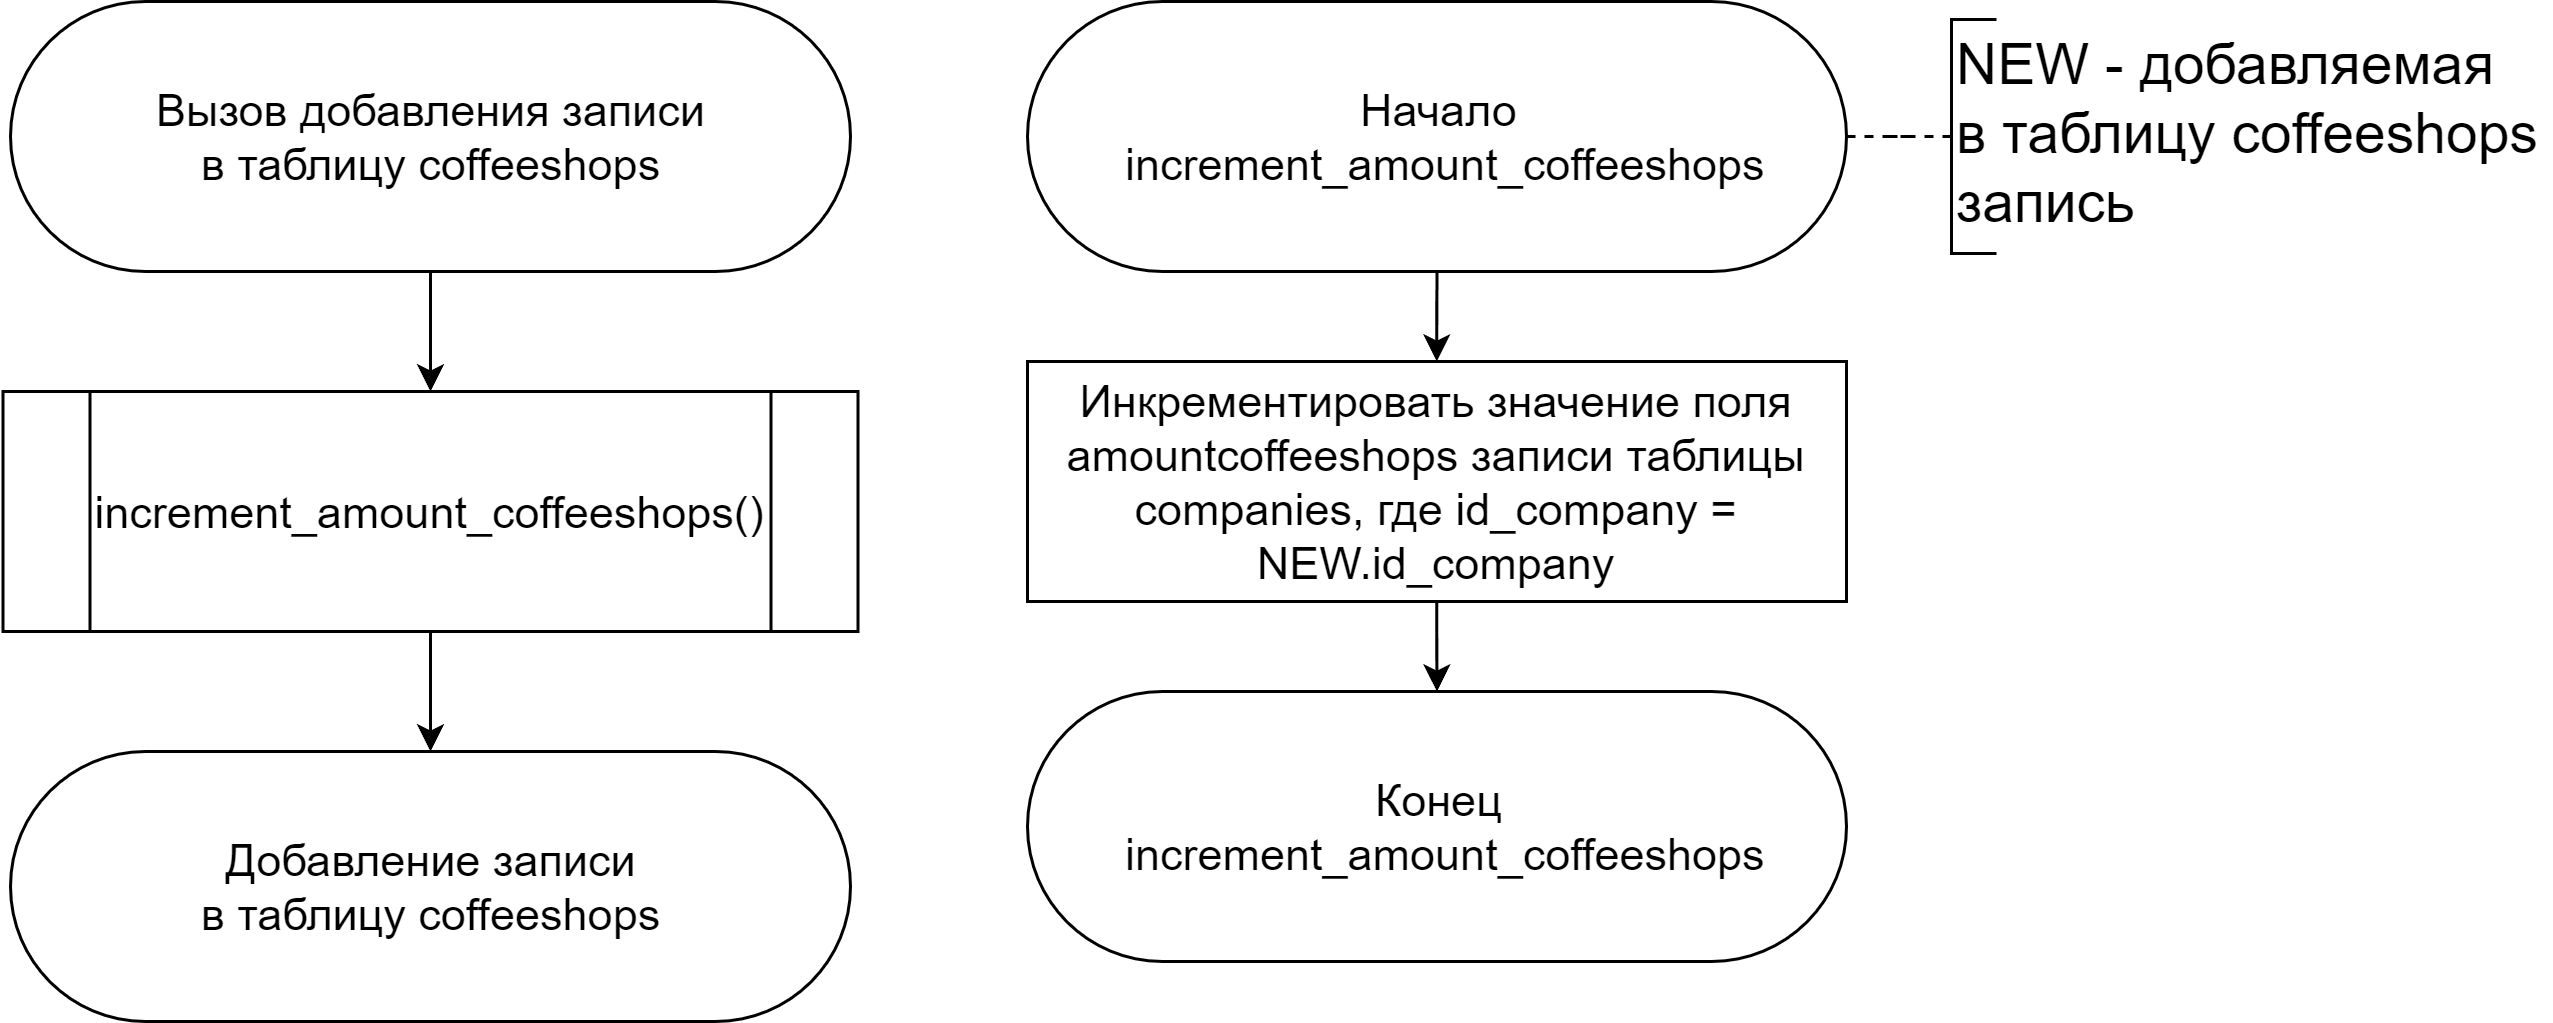 Вызов добавления записи
в таблицу coffeeshops
increment_amount_coffeeshops()
Добавление записи
в таблицу coffeeshops
Начало
increment_amount_coffeeshops
Инкрементировать значение поля
amountcoffeeshops записи таблицы
companies, где id_company =
NEW.id_company
Конец
increment_amount_coffeeshops
NEW - добавляемая
в таблицу coffeeshops
запись